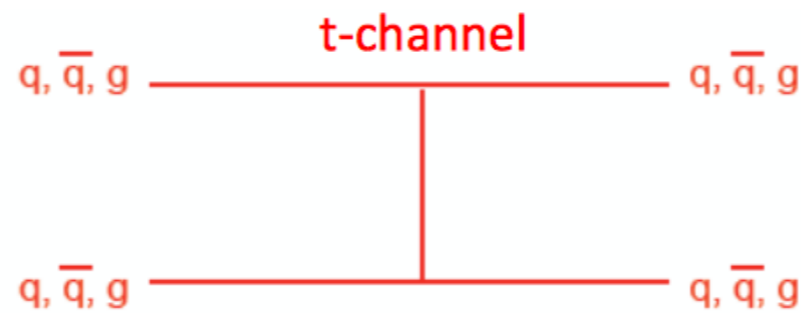 t-channel
q, q̅, g
q, q̅, g
q, q̅, g
q, q̅, g